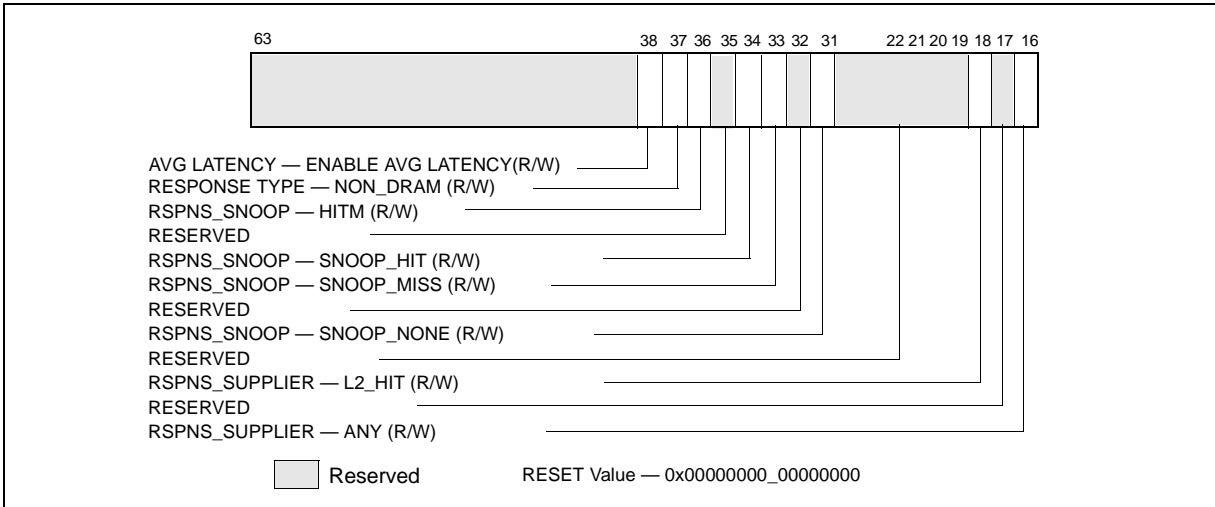 63 38 37 36 35 34 33 32 31 22 21 20 19 18 17 16
AVG LATENCY — ENABLE AVG LATENCY(R/W)
RESPONSE TYPE — NON_DRAM (R/W)
RSPNS_SNOOP — HITM (R/W)
RESERVED
RSPNS_SNOOP — SNOOP_HIT (R/W)
RSPNS_SNOOP — SNOOP_MISS (R/W)
RESERVED
RSPNS_SNOOP — SNOOP_NONE (R/W)
RESERVED
RSPNS_SUPPLIER — L2_HIT (R/W)
RESERVED
RSPNS_SUPPLIER — ANY (R/W)
Reserved RESET Value — 0x00000000_00000000